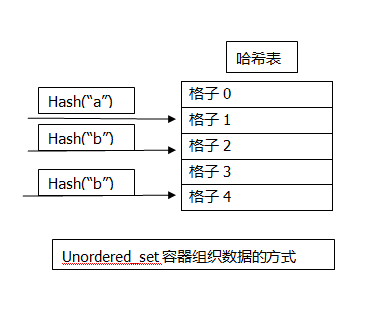 哈希表
Hash(“a”)
格子 0
格子 1
Hash(“b”)
格子 2
格子 3
Hash(“b”)
格子 4
Unordered_set 容器组织数据的方式